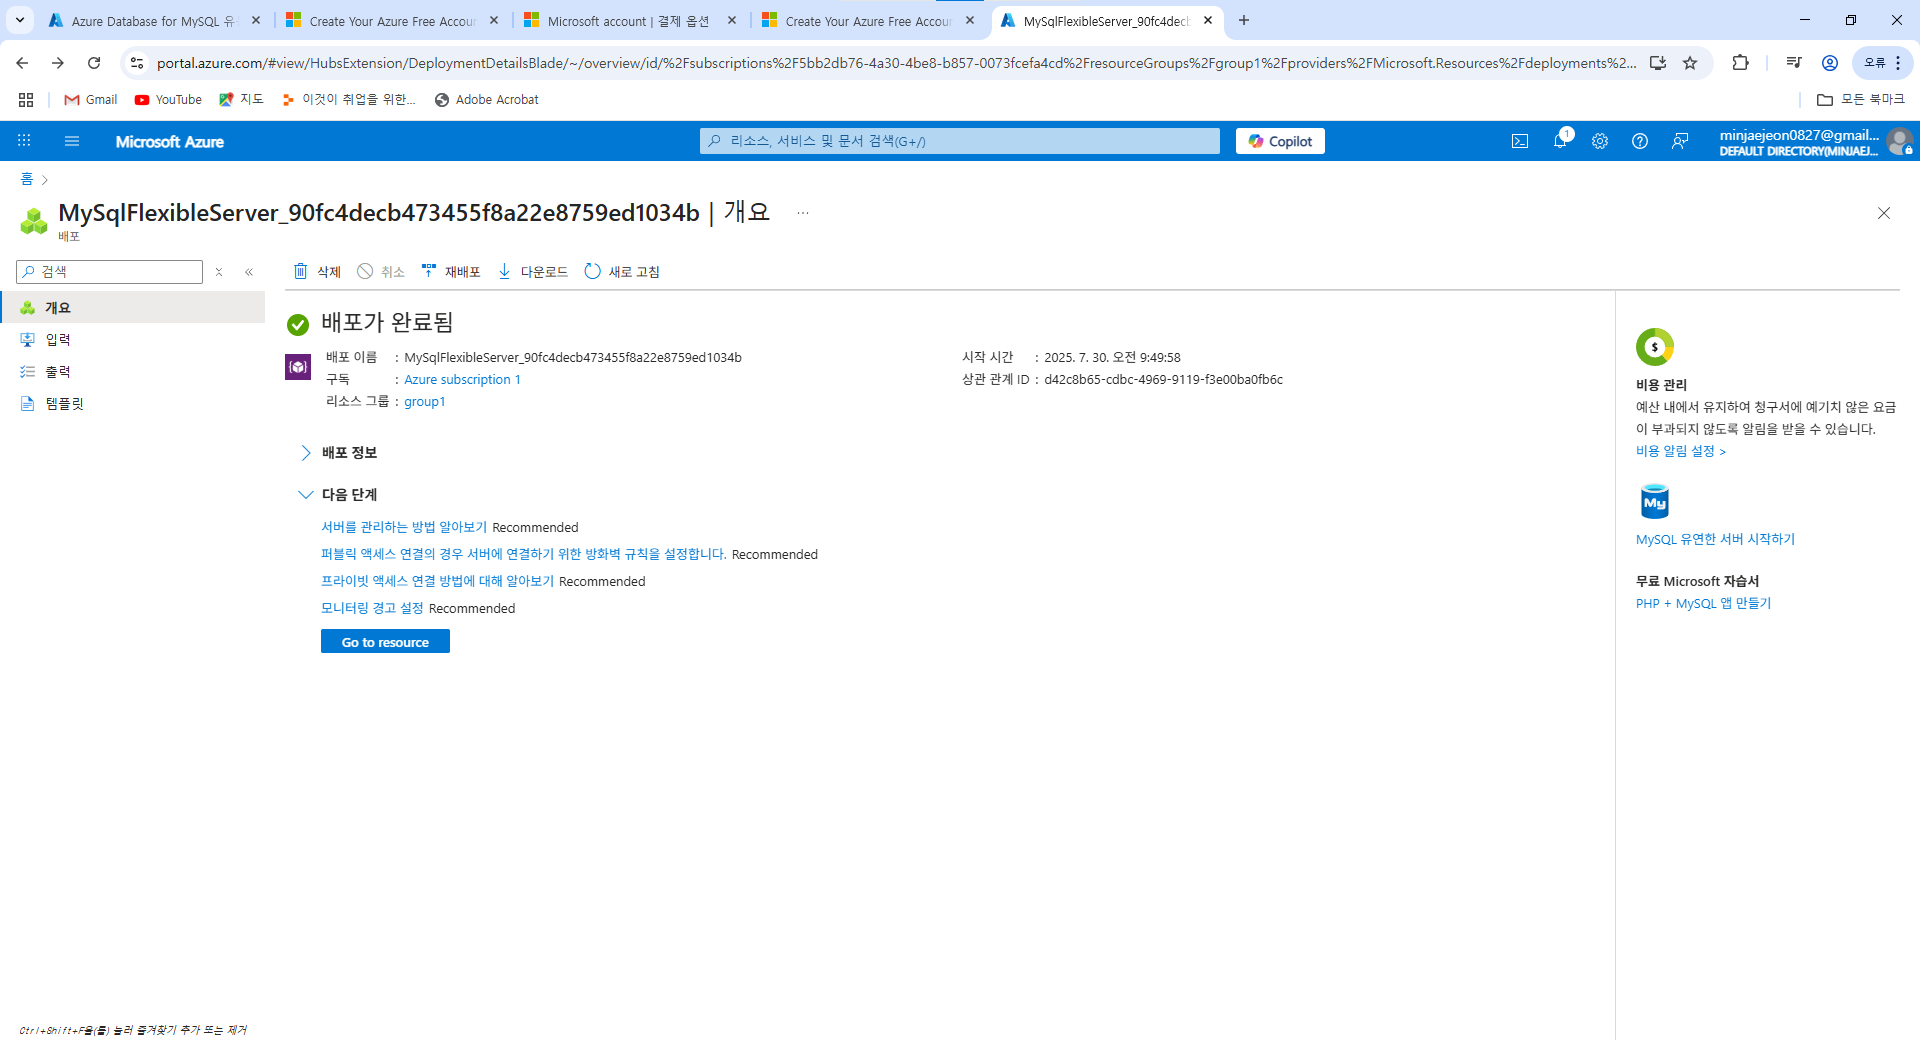 Azure Database for MySQL 유
Create Your Azure Free Accour
Microsoft account | 결제 옵션
Create Your Azure Free Accour
MySqlFlexibleServer_90fc4decb
portal.azure.com/#view/HubsExtension/DeploymentDetailsBlade/~/overview/id/%2Fsubscriptions%2F5bb2db76-4a30-4be8-b857-0073fcefa4cd%2FresourceGroups%2Fgroup1%2Fproviders%2FMicrosoft.Resources%2Fdeployments%2...
오류
Gmail
YouTube
지도
이것이 취업을 위한...
Adobe Acrobat
모든 북마크
Microsoft Azure
리소스, 서비스 및 문서 검색(G+/)
Copilot
1
minjaejeon0827@gmail...
DEFAULT DIRECTORY(MINJAEJ...
홈
MySqlFlexibleServer_90fc4decb473455f8a22e8759ed1034b | 개요 ...
배포
검색
개요
입력
출력
템플릿
삭제
취소
재배포
다운로드
새로 고침
배포가 완료됨
배포 이름 : MySqlFlexibleServer_90fc4decb473455f8a22e8759ed1034b
구독 : Azure subscription 1
리소스 그룹 : group1
시작 시간 : 2025. 7. 30. 오전 9:49:58
상관 관계 ID : d42c8b65-cdbc-4969-9119-f3e00ba0fb6c
배포 정보
다음 단계
서버를 관리하는 방법 알아보기 Recommended
퍼블릭 액세스 연결의 경우 서버에 연결하기 위한 방화벽 규칙을 설정합니다. Recommended
프라이빗 액세스 연결 방법에 대해 알아보기 Recommended
모니터링 경고 설정 Recommended
Go to resource
$
비용 관리
예산 내에서 유지하여 청구서에 예기치 않은 요금
이 부과되지 않도록 알림을 받을 수 있습니다.
비용 알림 설정 >
My
MySQL 유연한 서버 시작하기
무료 Microsoft 자습서
PHP + MySQL 앱 만들기
Ctrl+Shift+F을(를) 눌러 즐겨찾기 추가 또는 제거